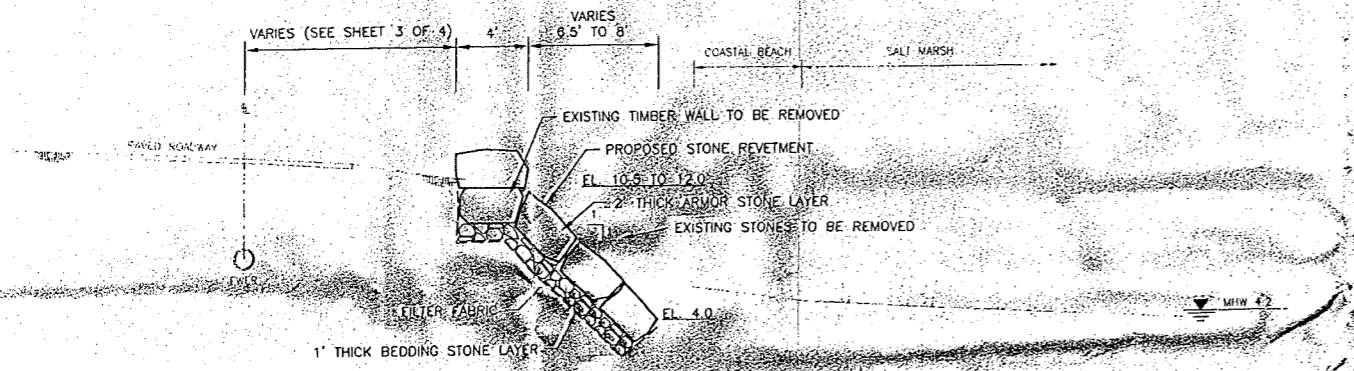 VARIES (SEE SHEET 3 OF 4)
4'
VARIES
6.5' TO 8'
COASTAL BEACH
SALT MARSH
EXISTING TIMBER WALL TO BE REMOVED
PAVED ROADWAY
PROPOSED STONE REVETMENT
EL. 10.5 TO 12.0
2' THICK ARMOR STONE LAYER
1
EXISTING STONES TO BE REMOVED
1
MHW 4.2
FILTER FABRIC
EL. 4.0
1' THICK BEDDING STONE LAYER